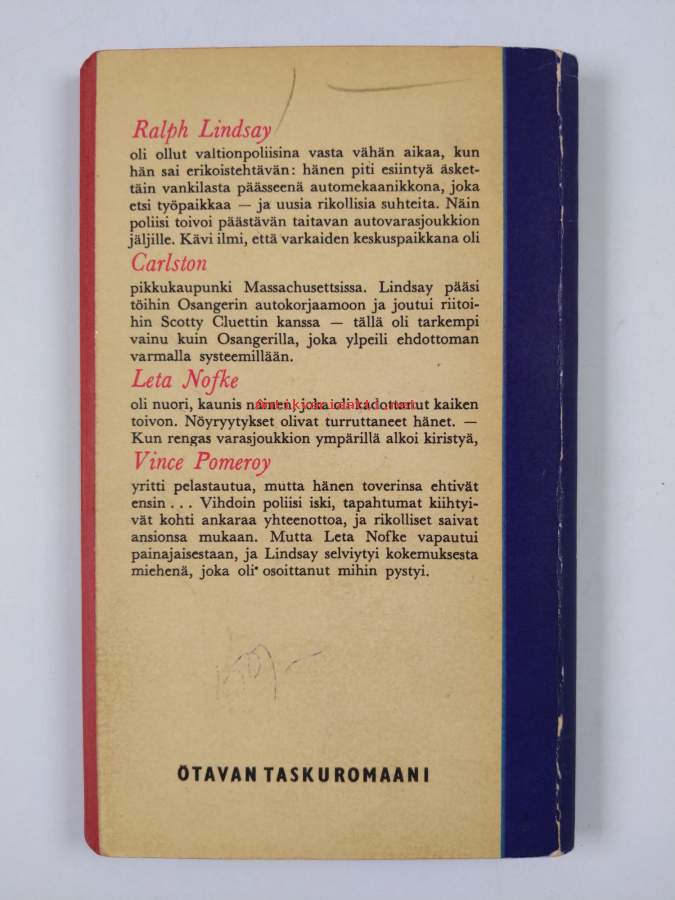 Ralph Lindsay
oli ollut valtionpoliisina vasta vähän aikaa, kun
hän sai erikoistehtävän: hänen piti esiintyä äsket-
täin vankilasta päässeenä automekaanikkona, joka
etsi työpaikkaa — ja uusia rikollisia suhteita. Näin
poliisi toivoi päästävän taitavan autovarasjoukkion
jäljille. Kävi ilmi, että varkaiden keskuspaikkana oli
Carlston
pikkukaupunki Massachusettsissa. Lindsay pääsi
töihin Osangerin autokorjaamoon ja joutui riitoi-
hin Scotty Cluettin kanssa — tällä oli tarkempi
vainu kuin Osangerilla, joka ylpeili ehdottoman
varmalla systeemillään.
Leta Nofke
oli nuori, kaunis nainen, joka oli kadottanut kaiken
toivon. Nöyryytykset olivat turruttaneet hänet. —
Kun rengas varasjoukkion ympärillä alkoi kiristyä,
Vince Pomeroy
yritti pelastautua, mutta hänen toverinsa ehtivät
ensin . . . Vihdoin poliisi iski, tapahtumat kiihtyi-
vät kohti ankaraa yhteenottoa, ja rikolliset saivat
ansionsa mukaan. Mutta Leta Nofke vapautui
painajaisestaan, ja Lindsay selviytyi kokemuksesta
miehenä, joka oli osoittanut mihin pystyi.
OTAVAN TASKUROMAANI